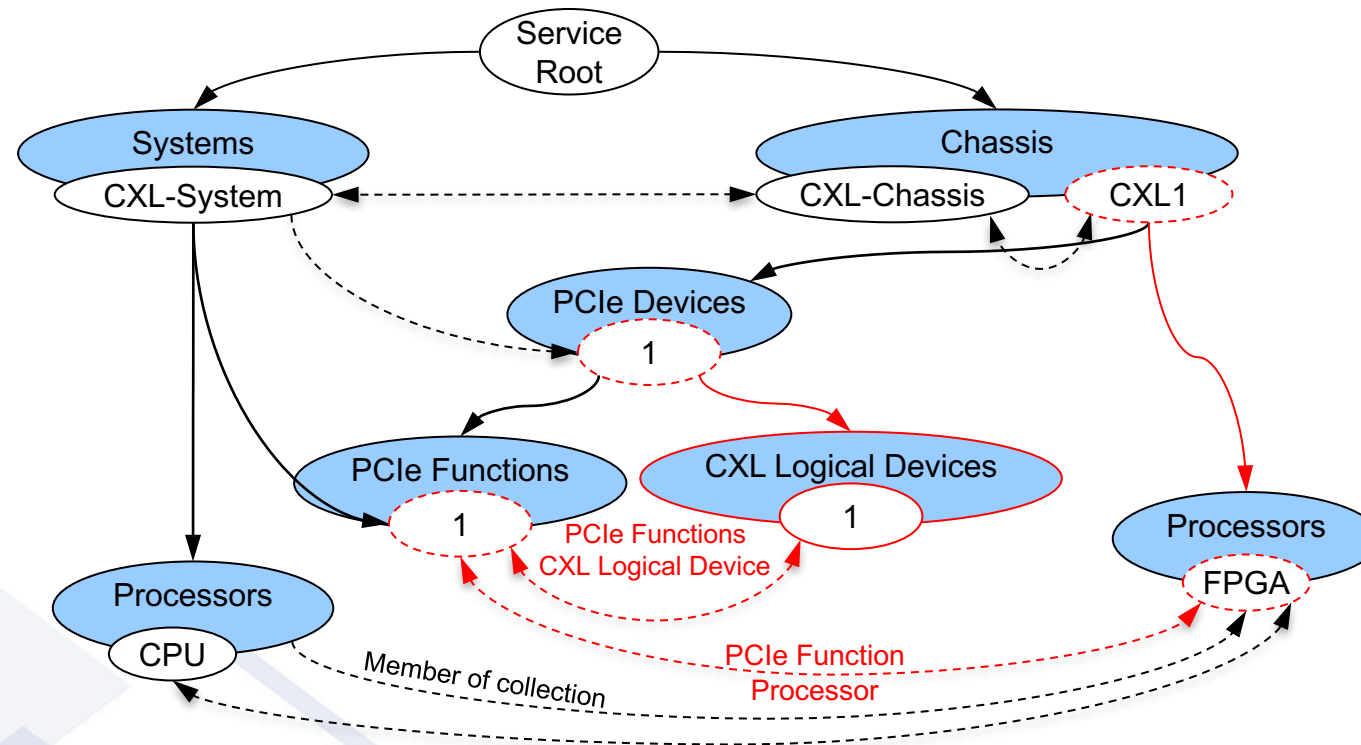 Service
Root
Systems
Chassis
CXL-System
CXL-Chassis
CXL1
PCIe Devices
1
PCIe Functions
CXL Logical Devices
1
1
PCIe Functions
CXL Logical Device
Processors
FPGA
Processors
CPU
Member of collection
PCIe Function
Processor